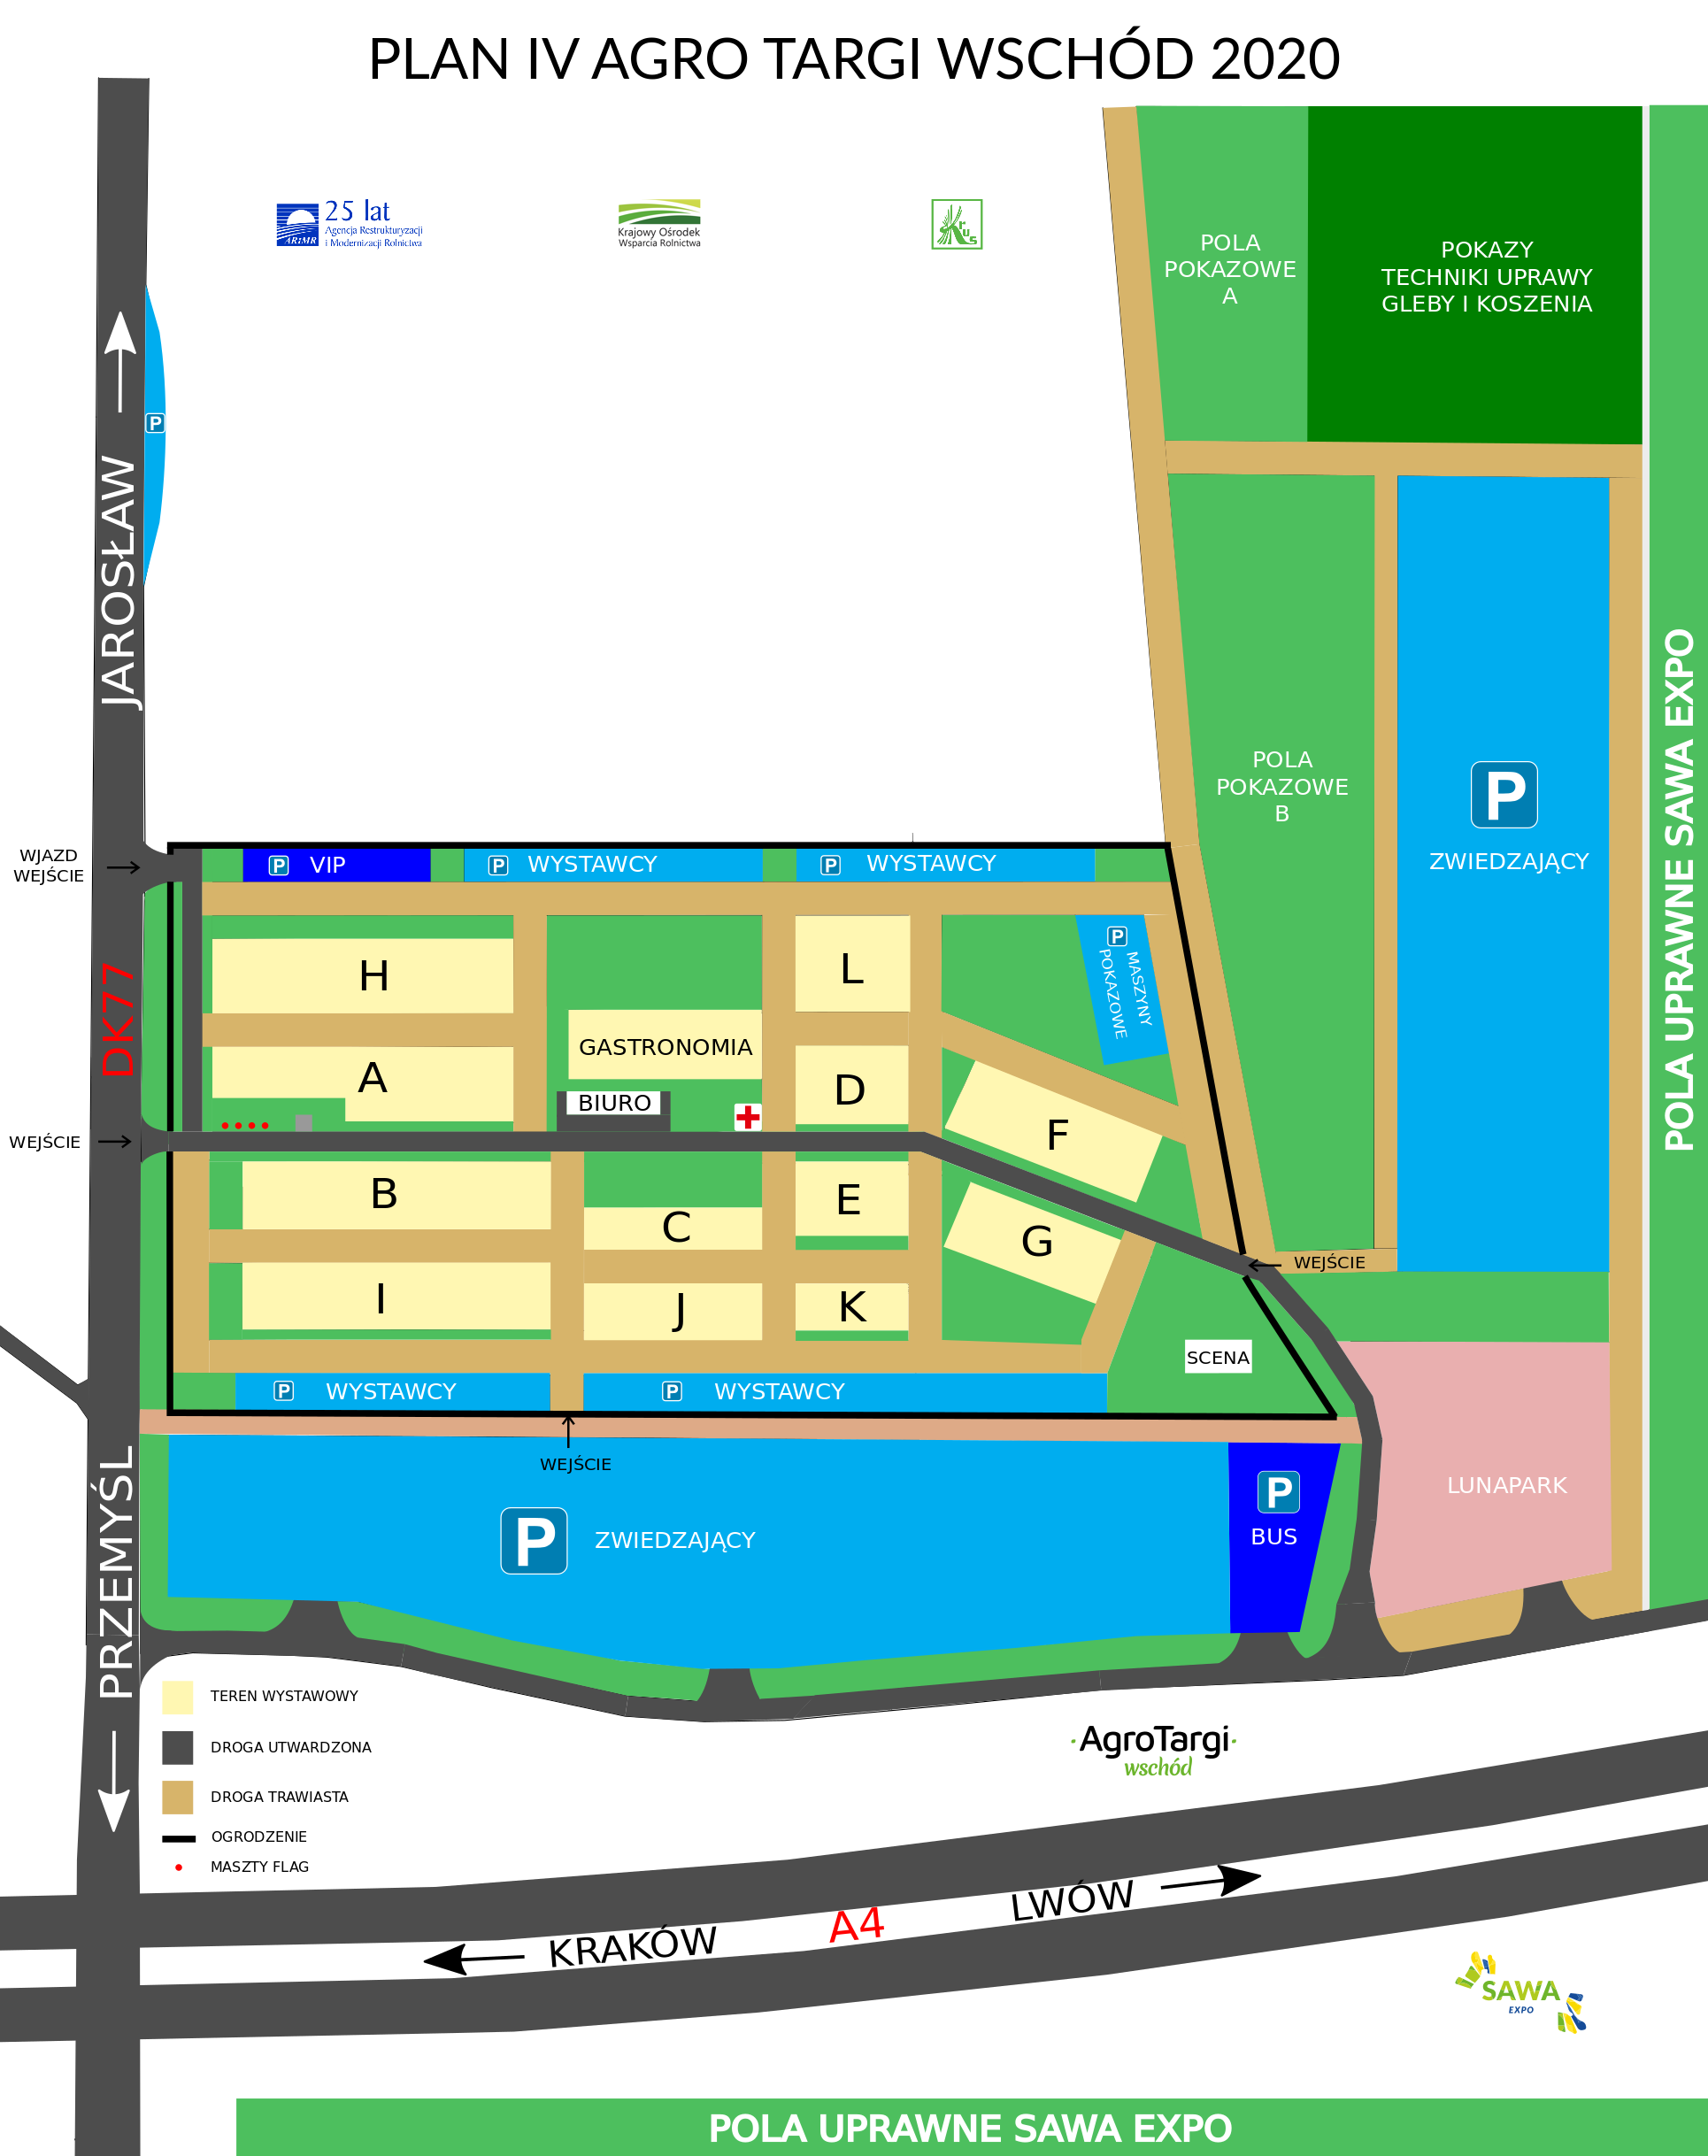 PLAN IV AGRO TARGI WSCHÓD 2020
25 lat
Agencja Restrukturyzacji
i Modernizacji Rolnictwa
ARiMR
Krajowy Ośrodek
Wsparcia Rolnictwa
Krus
POLA
POKAZOWE
A
POKAZY
TECHNIKI UPRAWY
GLEBY I KOSZENIA
P
JAROSŁAW
POLA UPRAWNE SAWA EXPO
POLA
POKAZOWE
B
P
ZWIEDZAJĄCY
WJAZD
WEJŚCIE
P VIP
P WYSTAWCY
P WYSTAWCY
DK77
H
L
P
MASZYNY
POKAZOWE
GASTRONOMIA
A
D
BIURO
F
WEJŚCIE
B
E
C
G
WEJŚCIE
I
J
K
SCENA
P WYSTAWCY
P WYSTAWCY
WEJŚCIE
PRZEMYŚL
P ZWIEDZAJĄCY
P
BUS
LUNAPARK
TEREN WYSTAWOWY
DROGA UTWARDZONA
DROGA TRAWIASTA
OGRODZENIE
MASZTY FLAG
AgroTargi
wschód
KRAKÓW
A4
LWÓW
SAWA
EXPO
POLA UPRAWNE SAWA EXPO